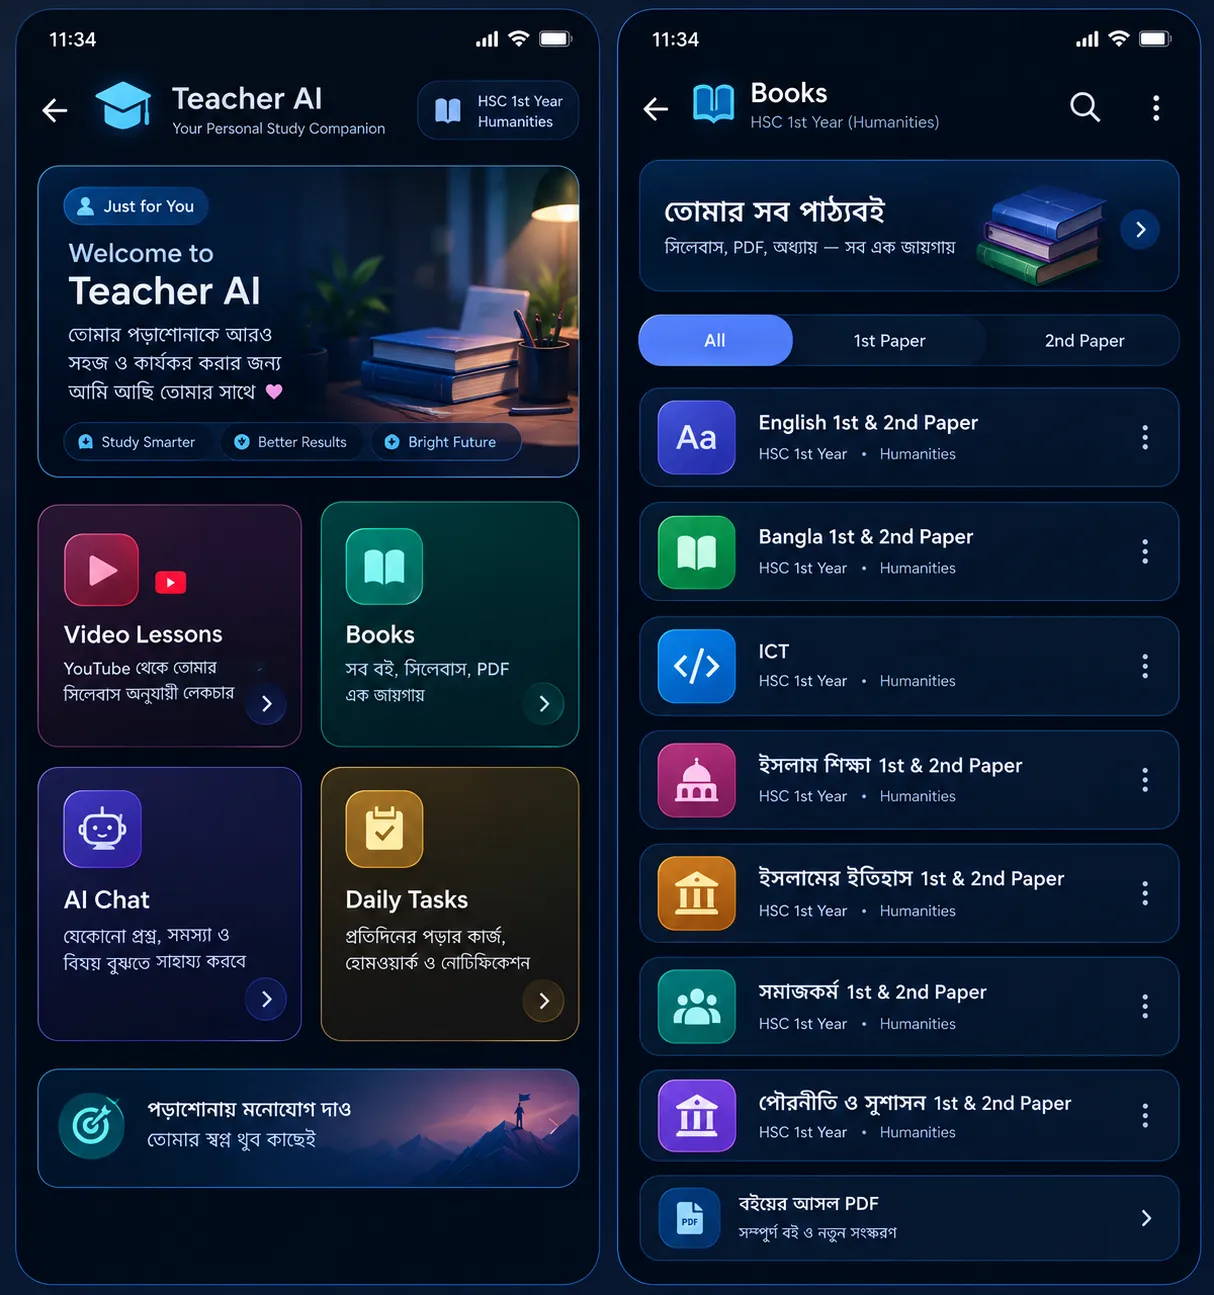 11:34
Teacher AI
Your Personal Study Companion
HSC 1st Year
Humanities
Just for You
Welcome to
Teacher AI
তোমার পড়াশোনাকে আরও
সহজ ও কার্যকর করার জন্য
আমি আছি তোমার সাথে
Study Smarter
Better Results
Bright Future
Video Lessons
YouTube থেকে তোমার
সিলেবাস অনুযায়ী লেকচার
Books
সব বই, সিলেবাস, PDF
এক জায়গায়
AI Chat
যেকোনো প্রশ্ন, সমস্যা ও
বিষয় বুঝতে সাহায্য করবে
Daily Tasks
প্রতিদিনের পড়ার কার্জ,
হোমওয়ার্ক ও নোটিফিকেশন
পড়াশোনায় মনোযোগ দাও
তোমার স্বপ্ন খুব কাছেই
11:34
Books
HSC 1st Year (Humanities)
তোমার সব পাঠ্যবই
সিলেবাস, PDF, অধ্যায় — সব এক জায়গায়
All
1st Paper
2nd Paper
Aa
English 1st & 2nd Paper
HSC 1st Year • Humanities
Bangla 1st & 2nd Paper
HSC 1st Year • Humanities
</>
ICT
HSC 1st Year • Humanities
ইসলাম শিক্ষা 1st & 2nd Paper
HSC 1st Year • Humanities
ইসলামের ইতিহাস 1st & 2nd Paper
HSC 1st Year • Humanities
সমাজকর্ম 1st & 2nd Paper
HSC 1st Year • Humanities
পৌরনীতি ও সুশাসন 1st & 2nd Paper
HSC 1st Year • Humanities
PDF
বইয়ের আসল PDF
সম্পূর্ণ বই ও নতুন সংস্করণ